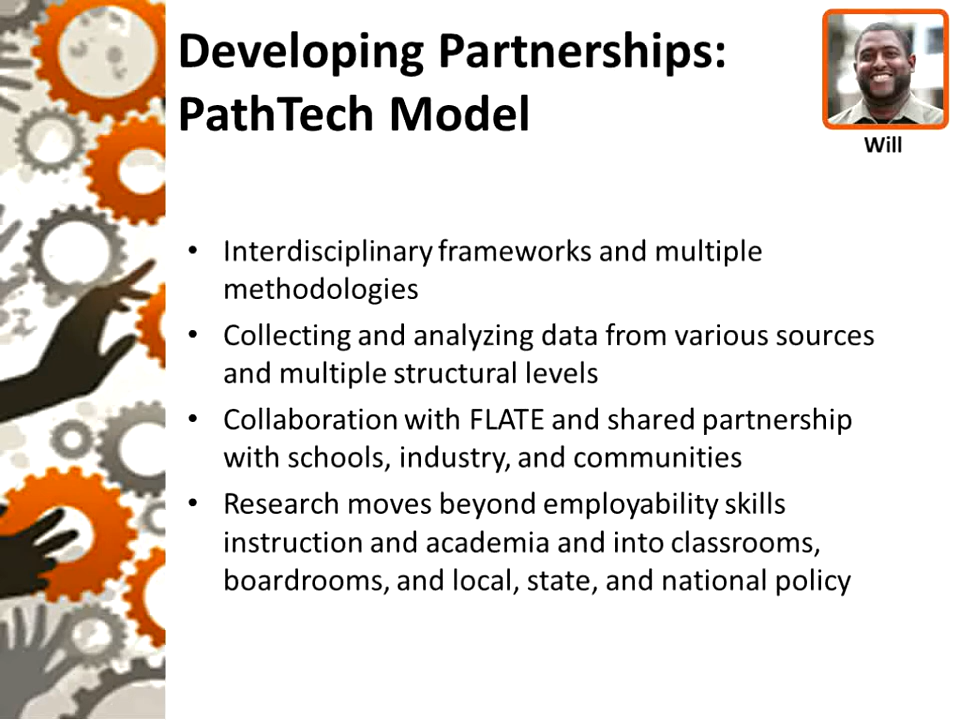 Developing Partnerships:
PathTech Model
Will
• Interdisciplinary frameworks and multiple
methodologies
• Collecting and analyzing data from various sources
and multiple structural levels
• Collaboration with FLATE and shared partnership
with schools, industry, and communities
• Research moves beyond employability skills
instruction and academia and into classrooms,
boardrooms, and local, state, and national policy